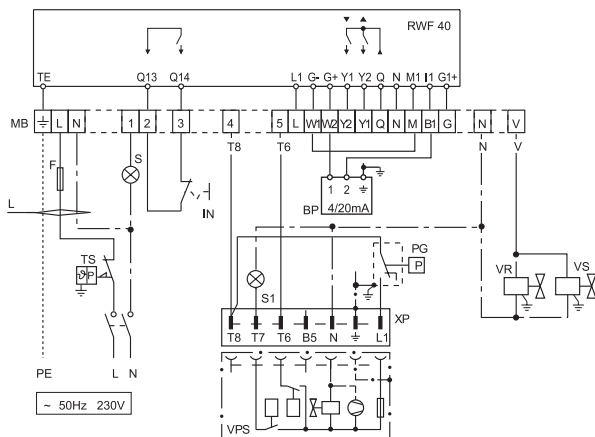 RWF 40
TE Q13 Q14 L1 G- G+ Y1 Y2 Q N M1 I1 G1+
MB L N 1 2 3 4 5 L W1 W2 Y2 Y1 Q N M B1 G N V
T8 T6 N V
F S
IN
1 2
BP 4/20mA
L
TS
ϑ P
PG
P
VR VS
S1
XP
T8 T7 T6 B5 N L1
PE L N
~ 50Hz 230V
VPS